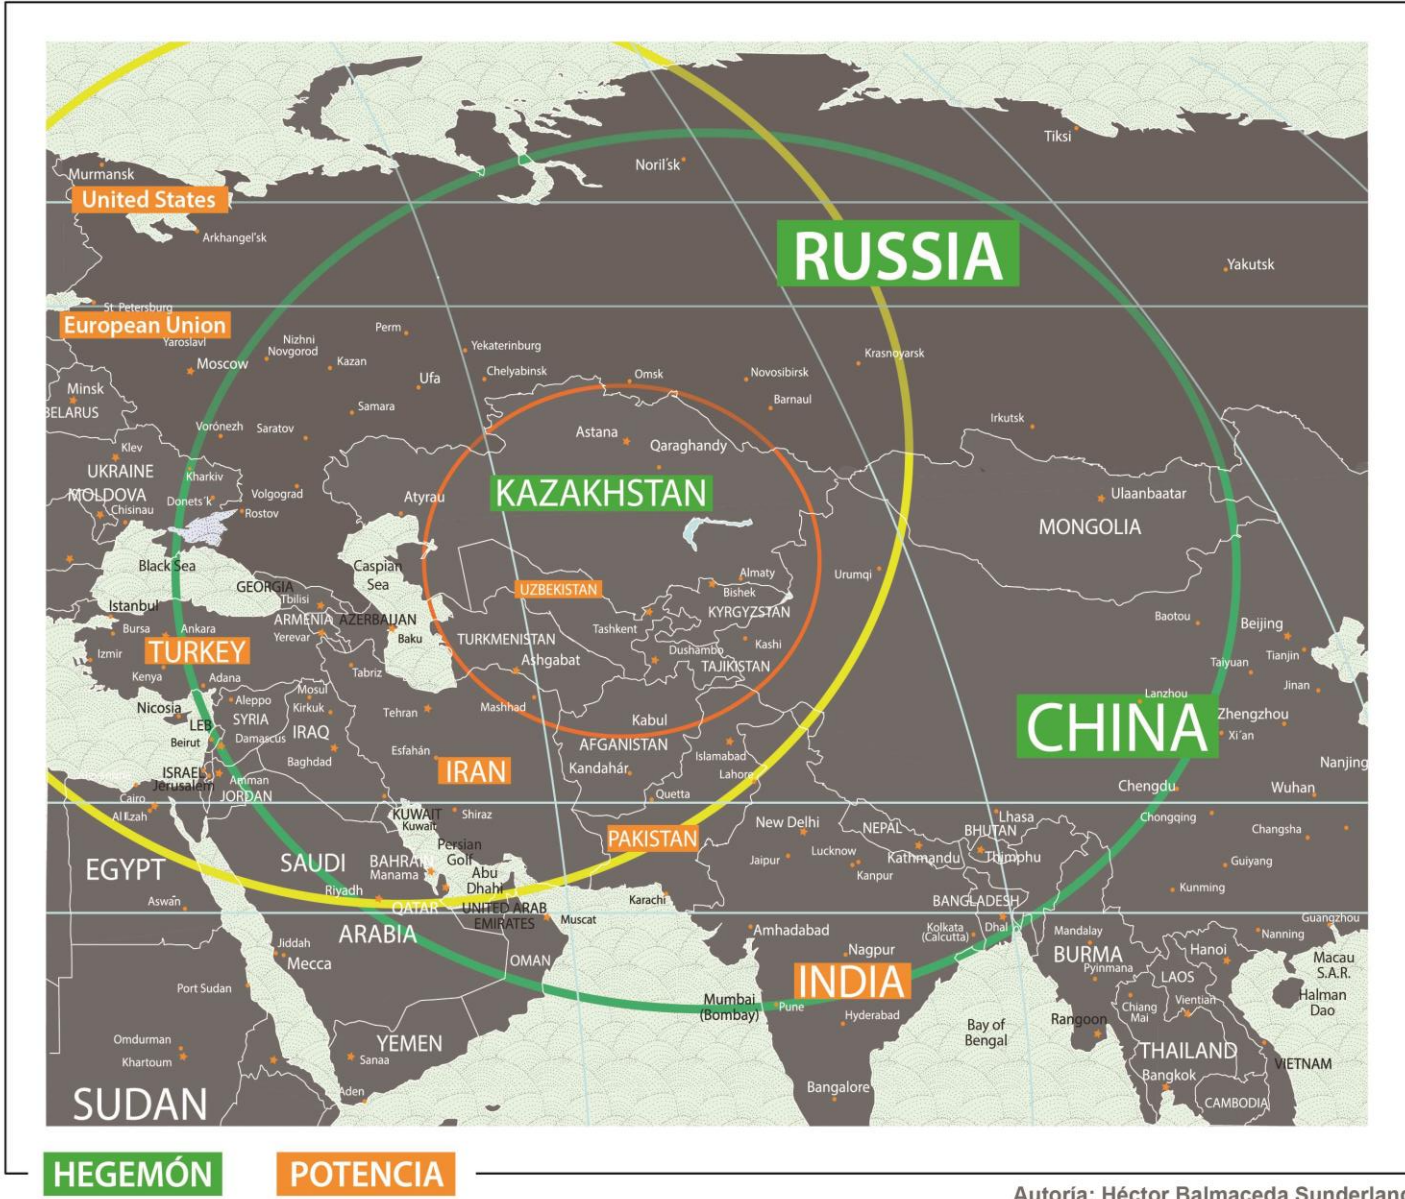 Tiksi
Noril'sk
Murmansk
United States
Arkhangel'sk
RUSSIA
Yakutsk
St Petersburg
European Union
Yaroslavl
Moscow
Nizhni
Novgorod
Perm
Kazan
Yekaterinburg
Chelyabinsk
Ufa
Samara
Omsk
Novosibirsk
Barnaul
Krasnoyarsk
Irkutsk
Minsk
BELARUS
Vorónezh
Saratov
Astana
Qaraghandy
Klev
UKRAINE
Kharkiv
MOLDOVA
Chisinau
Donets´k
Volgograd
Rostov
Atyrau
KAZAKHSTAN
Ulaanbaatar
MONGOLIA
Black Sea
Caspian
Sea
GEORGIA
Tbilisi
UZBEKISTAN
Almaty
Bishek
KYRGYZSTAN
Urumqi
Istanbul
Bursa
Ankara
ARMENIA
AZERBAIJAN
Yerevar
Baku
TURKMENISTAN
Tashkent
Kashi
Baotou
Beijing
Tianjin
TURKEY
Izmir
Kenya
Adana
Tabriz
Ashgabat
Dushambo
TAJIKISTAN
Taiyuan
Jinan
Nicosia
Aleppo
Mosul
Kirkuk
SYRIA
LEB
Beirut
Damascus
IRAQ
Baghdad
Tehran
Mashhad
Kabul
AFGANISTAN
Kandahár
Islamabad
Lahore
CHINA
Lanzhou
Zhengzhou
Xi´an
Nanjing
Esfahán
IRAN
ISRAEL
Jerusalem
Amman
JORDAN
Cairo
Quetta
Chengdu
Wuhan
KUWAIT
Kuwait
Shiraz
New Delhi
NEPAL
Lhasa
BHUTAN
Chongqing
Changsha
PAKISTAN
EGYPT
SAUDI
BAHRAIN
Manama
Persian
Golf
Abu
Dhahi
Jaipur
Lucknow
Kanpur
Kathmandu
Thjmphu
Guiyang
Kunming
Aswan
Riyadh
QATAR
UNITED ARAB
EMIRATES
Muscat
Karachi
BANGLADESH
Guangzhou
ARABIA
Amhadabad
Kolkata
(Calcutta)
Dhal
Mandalay
Nanning
Jiddah
Mecca
OMAN
Nagpur
BURMA
Pyinmana
Hanoi
LAOS
Macau
S.A.R.
Port Sudan
INDIA
Mumbai
(Bombay)
Pune
Hyderabad
Chiang
Mai
Vientian
Halman
Dao
Bay of
Bengal
Rangoon
Omdurman
Khartoum
YEMEN
Sanaa
THAILAND
Bangkok
VIETNAM
SUDAN
Aden
Bangalore
CAMBODIA
HEGEMÓN
POTENCIA
Autoría: Héctor Balmaceda Sunderland